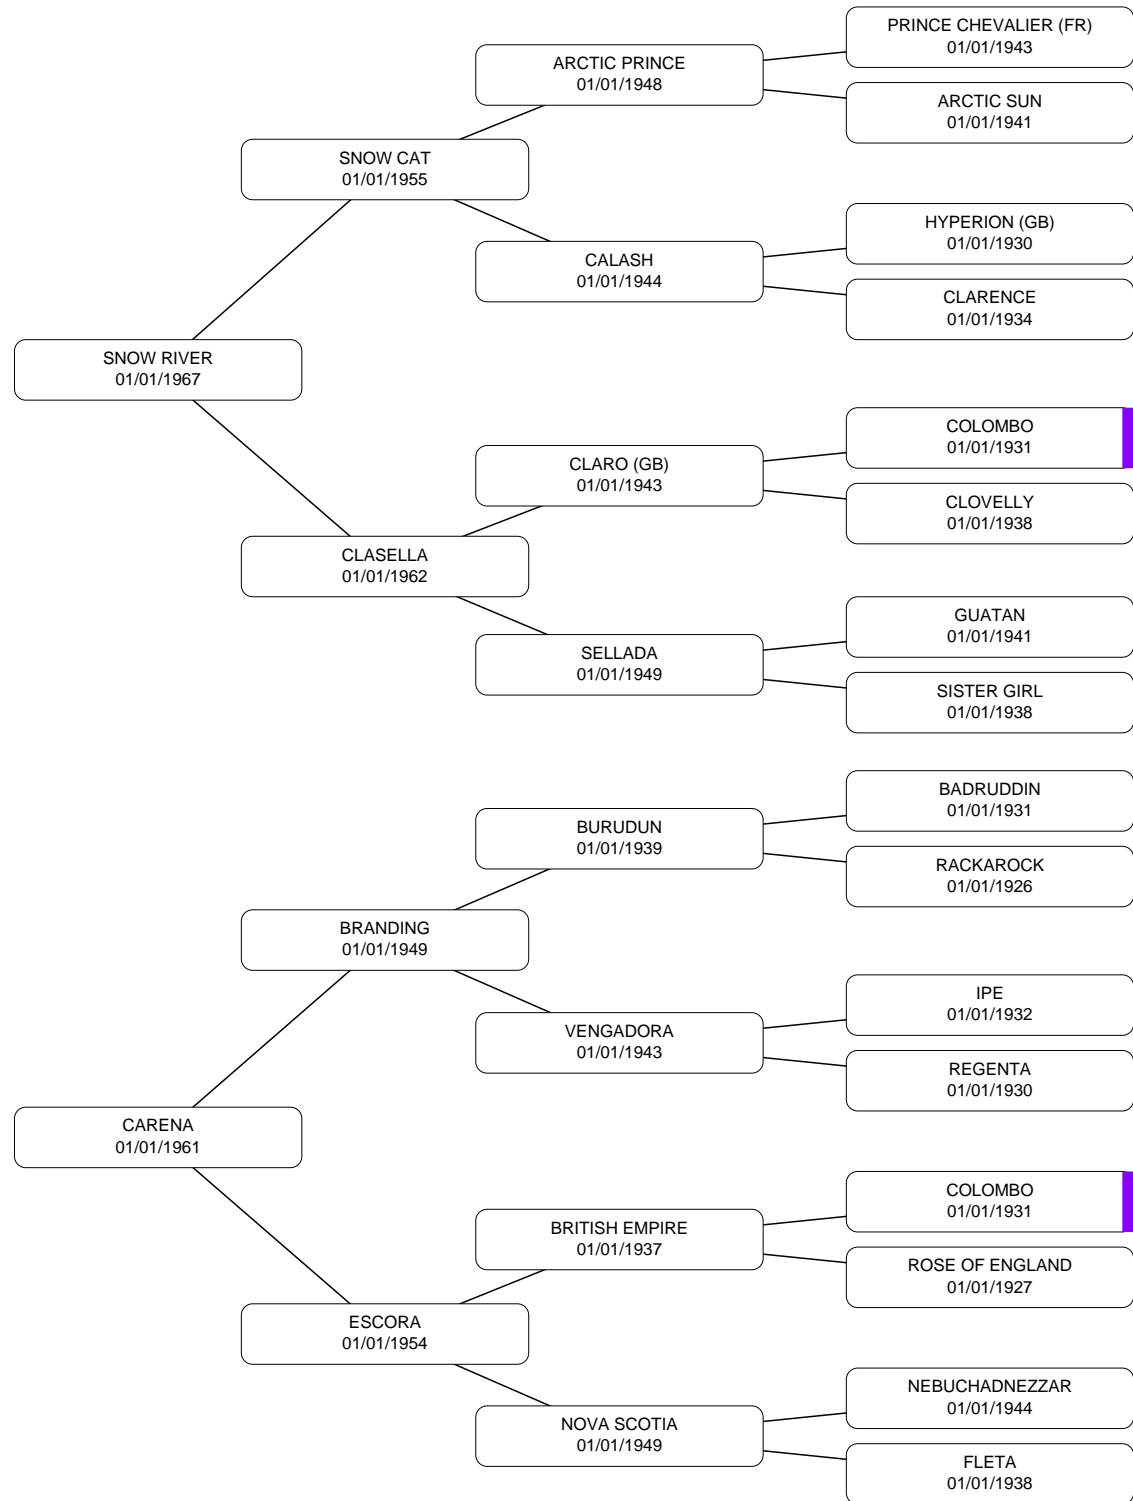 PRINCE CHEVALIER (FR)
01/01/1943
ARCTIC PRINCE
01/01/1948
ARCTIC SUN
01/01/1941
SNOW CAT
01/01/1955
HYPERION (GB)
01/01/1930
CALASH
01/01/1944
CLARENCE
01/01/1934
SNOW RIVER
01/01/1967
COLOMBO
01/01/1931
CLARO (GB)
01/01/1943
CLOVELLY
01/01/1938
CLASELLA
01/01/1962
GUATAN
01/01/1941
SELLADA
01/01/1949
SISTER GIRL
01/01/1938
BADRUDDIN
01/01/1931
BURUDUN
01/01/1939
RACKAROCK
01/01/1926
BRANDING
01/01/1949
IPE
01/01/1932
VENGADORA
01/01/1943
REGENTA
01/01/1930
CARENA
01/01/1961
COLOMBO
01/01/1931
BRITISH EMPIRE
01/01/1937
ROSE OF ENGLAND
01/01/1927
ESCORA
01/01/1954
NEBUCHADNEZZAR
01/01/1944
NOVA SCOTIA
01/01/1949
FLETA
01/01/1938